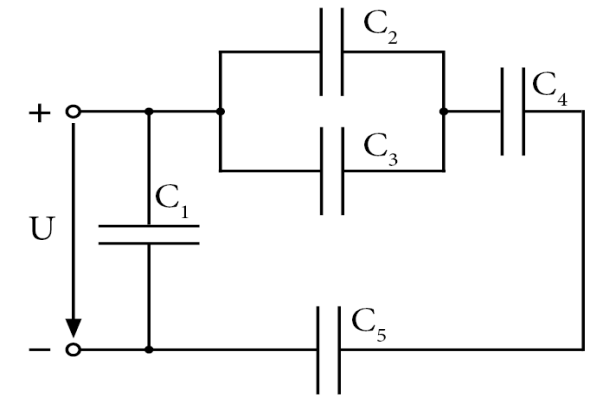 C₂
+
C₄
C₃
C₁
U
−
C₅